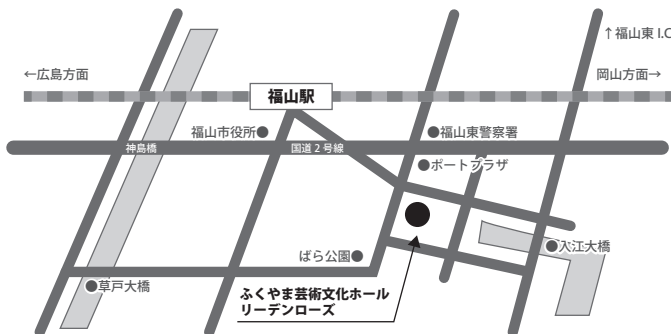 ↑福山東 I.C
←広島方面
岡山方面→
福山駅
福山市役所●
●福山東警察署
神島橋
国道2号線
●ポートプラザ
ばら公園●
●入江大橋
●草戸大橋
ふくやま芸術文化ホール
リーデンローズ